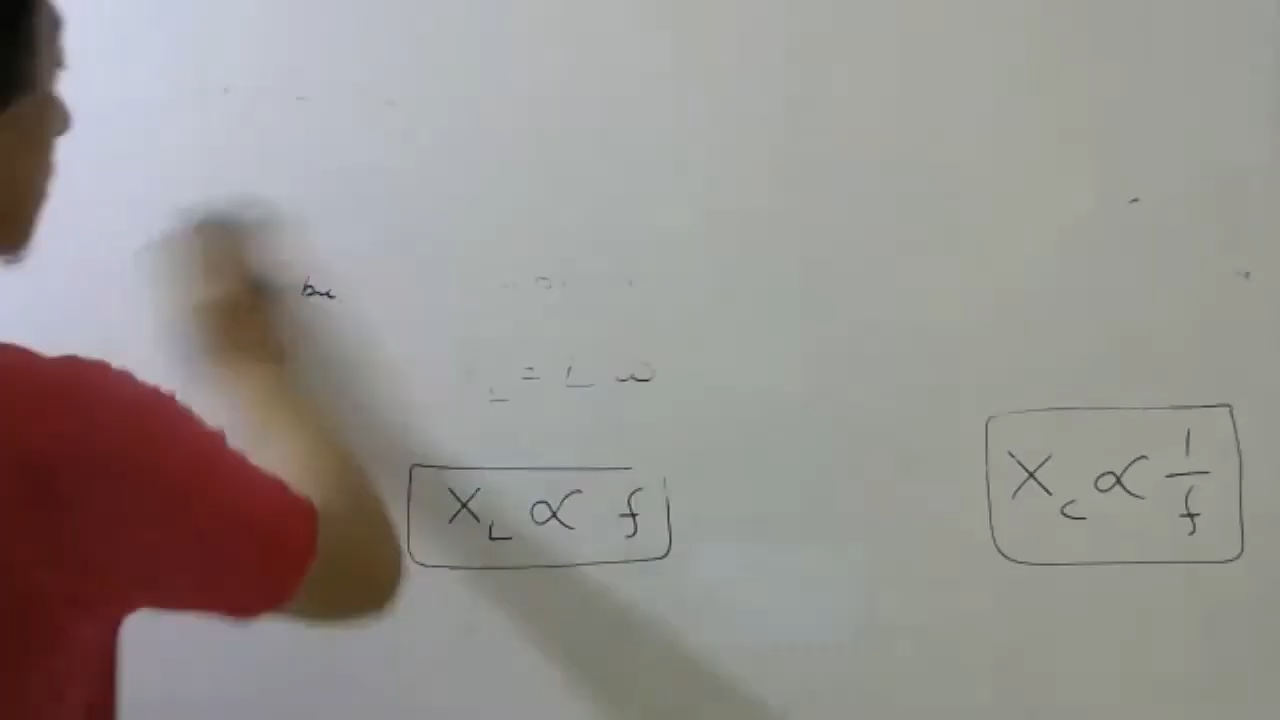 L = L ω
X_L ∝ f
X_C ∝ 1/f